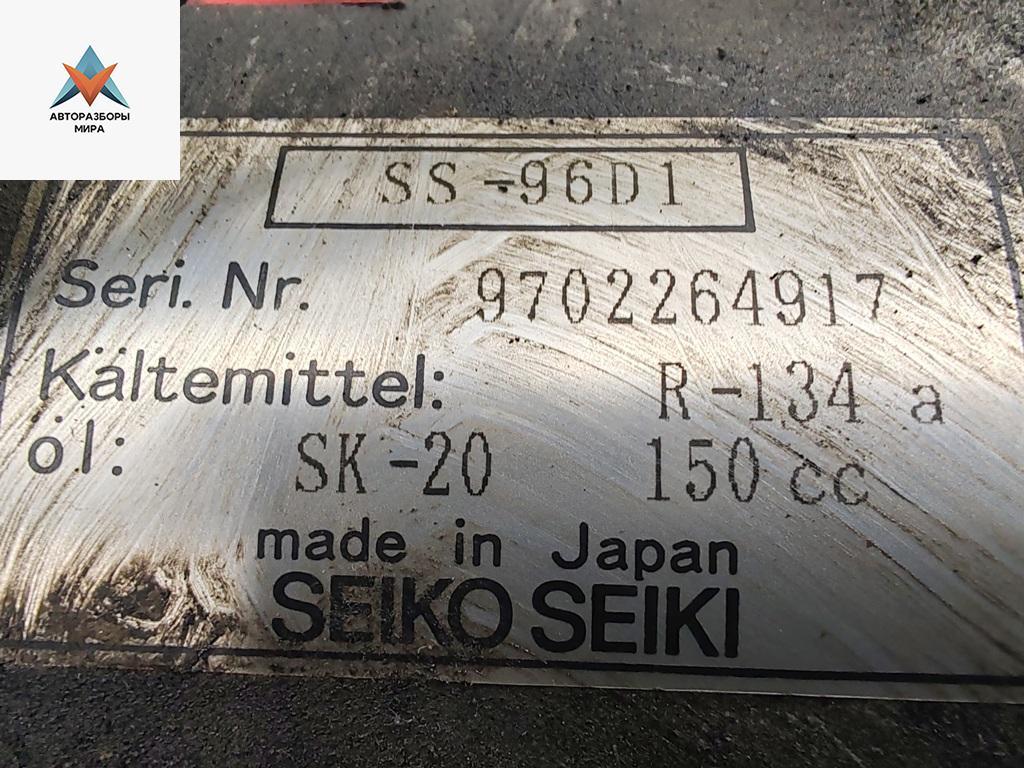 АВТОРАЗБОРЫ
МИРА
SS-96D1
Seri. Nr. 9702264917
Kältemittel: R-134 a
öl: SK-20 150 cc
made in Japan
SEIKO SEIKI